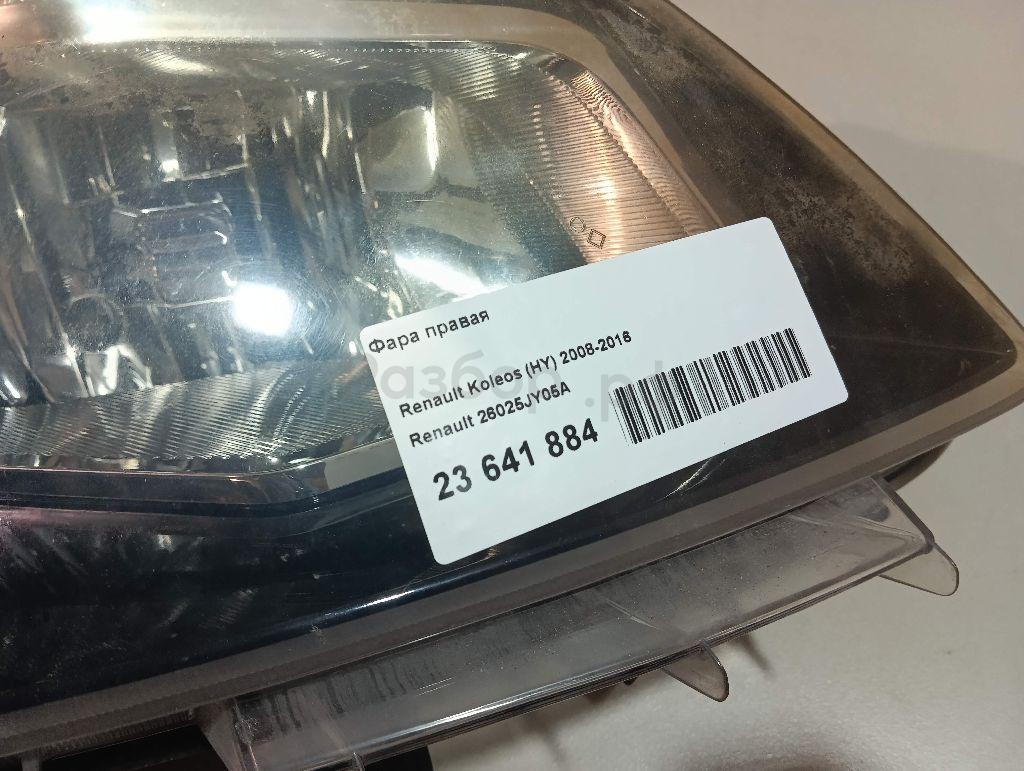 Фара правая
Renault Koleos (HY) 2008-2016
Renault 26025JY05A
23 641 884